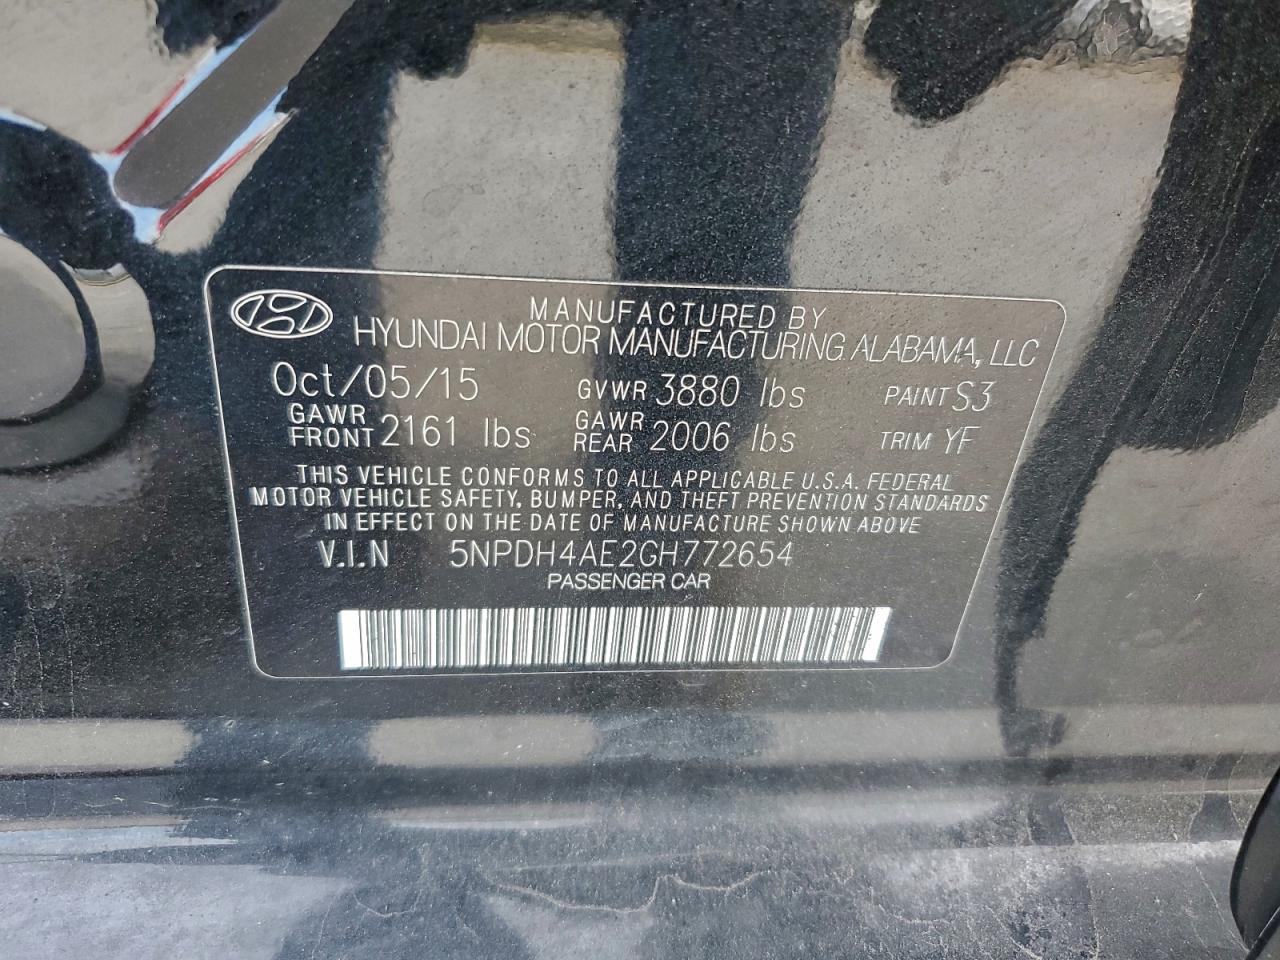 MANUFACTURED BY
HYUNDAI MOTOR MANUFACTURING ALABAMA, LLC
Oct/05/15 GVWR 3880 lbs PAINT S3
GAWR FRONT 2161 lbs GAWR REAR 2006 lbs TRIM YF
THIS VEHICLE CONFORMS TO ALL APPLICABLE U.S.A. FEDERAL
MOTOR VEHICLE SAFETY, BUMPER, AND THEFT PREVENTION STANDARDS
IN EFFECT ON THE DATE OF MANUFACTURE SHOWN ABOVE
V.I.N 5NPDH4AE2GH772654
PASSENGER CAR